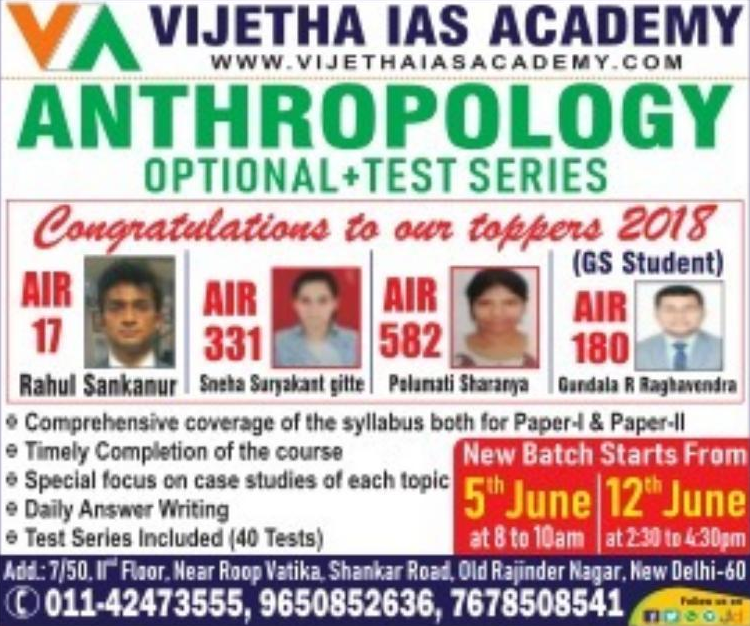 VIJETHA IAS ACADEMY
WWW.VIJETHAIASACADEMY.COM
ANTHROPOLOGY
OPTIONAL+TEST SERIES
Congratulations to our toppers 2018
AIR 17
Rahul Sankanur
AIR 331
Sneha Suryakant gitte
AIR 582
Polumati Sharanya
(GS Student)
AIR 180
Gundala R Raghavendra
Comprehensive coverage of the syllabus both for Paper-I & Paper-II
Timely Completion of the course
Special focus on case studies of each topic
Daily Answer Writing
Test Series Included (40 Tests)
New Batch Starts From
5th June
at 8 to 10am
12th June
at 2:30 to 4:30pm
Add.: 7/50, IInd Floor, Near Roop Vatika, Shankar Road, Old Rajinder Nagar, New Delhi-60
011-42473555, 9650852636, 7678508541
Follow us on